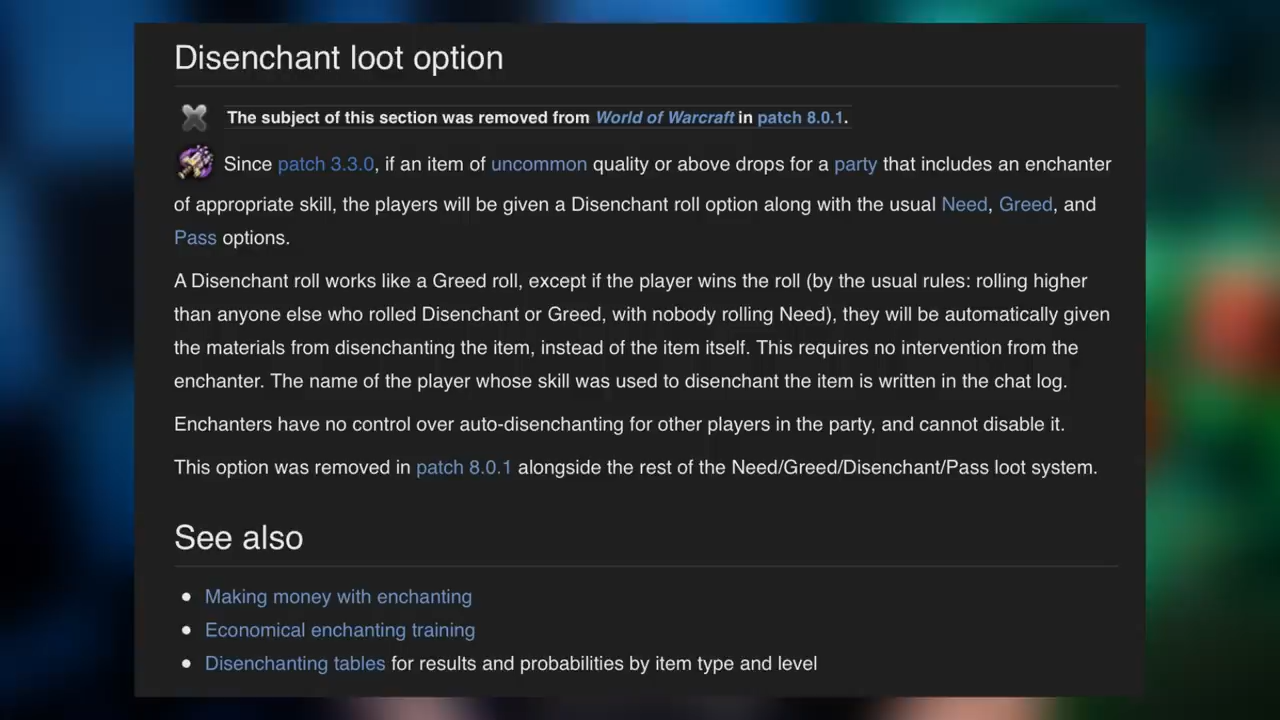 Disenchant loot option
The subject of this section was removed from World of Warcraft in patch 8.0.1.
Since patch 3.3.0, if an item of uncommon quality or above drops for a party that includes an enchanter
of appropriate skill, the players will be given a Disenchant roll option along with the usual Need, Greed, and
Pass options.
A Disenchant roll works like a Greed roll, except if the player wins the roll (by the usual rules: rolling higher
than anyone else who rolled Disenchant or Greed, with nobody rolling Need), they will be automatically given
the materials from disenchanting the item, instead of the item itself. This requires no intervention from the
enchanter. The name of the player whose skill was used to disenchant the item is written in the chat log.
Enchanters have no control over auto-disenchanting for other players in the party, and cannot disable it.
This option was removed in patch 8.0.1 alongside the rest of the Need/Greed/Disenchant/Pass loot system.
See also
Making money with enchanting
Economical enchanting training
Disenchanting tables for results and probabilities by item type and level